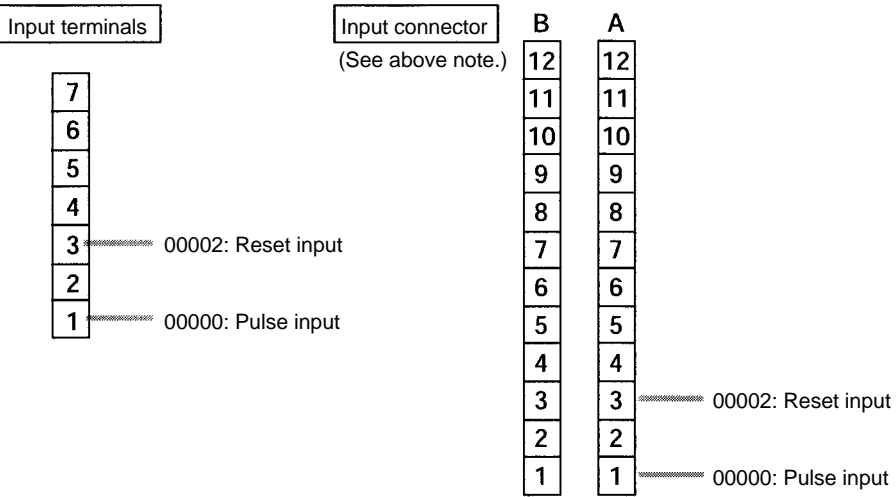 Input terminals
7
6
5
4
3 00002: Reset input
2
1 00000: Pulse input
Input connector
(See above note.)
B A
12 12
11 11
10 10
9 9
8 8
7 7
6 6
5 5
4 4
3 3 00002: Reset input
2 2
1 1 00000: Pulse input